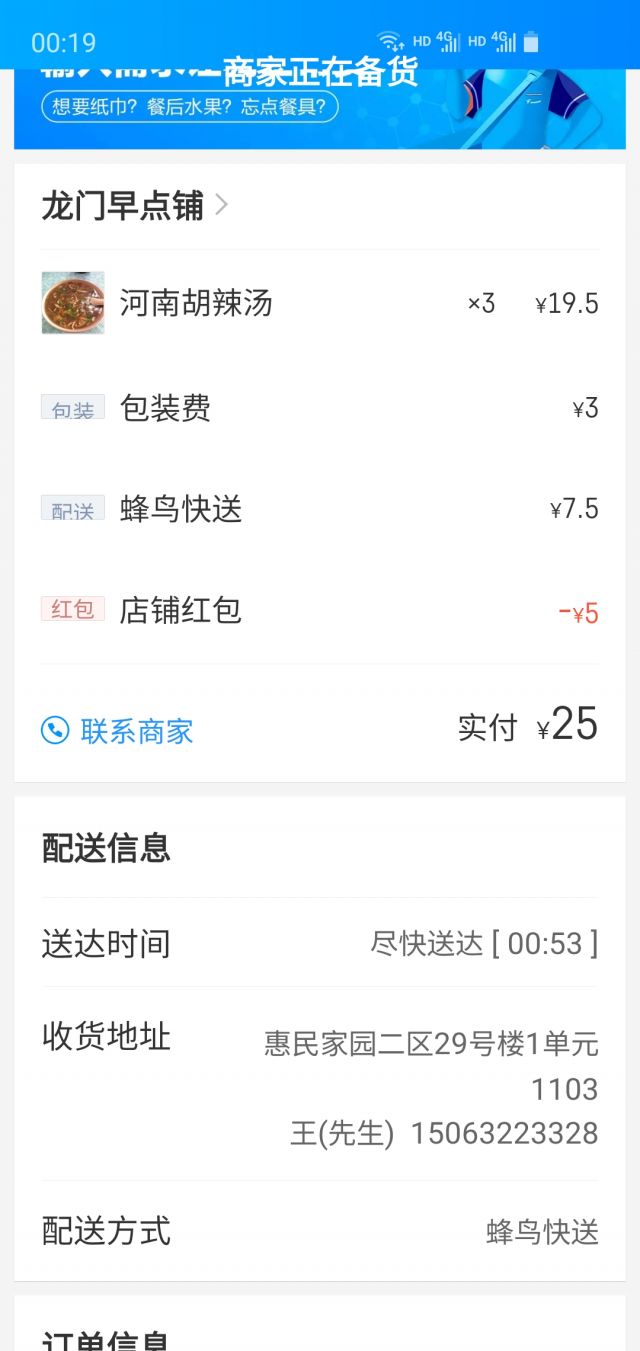 00:19
HD 4G HD 4G
商家正在备货
想要纸巾？餐后水果？忘点餐具？
龙门早点铺
河南胡辣汤 ×3 ¥19.5
包装 包装费 ¥3
配送 蜂鸟快送 ¥7.5
红包 店铺红包 -¥5
联系商家 实付 ¥25
配送信息
送达时间 尽快送达 [ 00:53 ]
收货地址 惠民家园二区29号楼1单元
1103
王(先生) 15063223328
配送方式 蜂鸟快送
订单信息